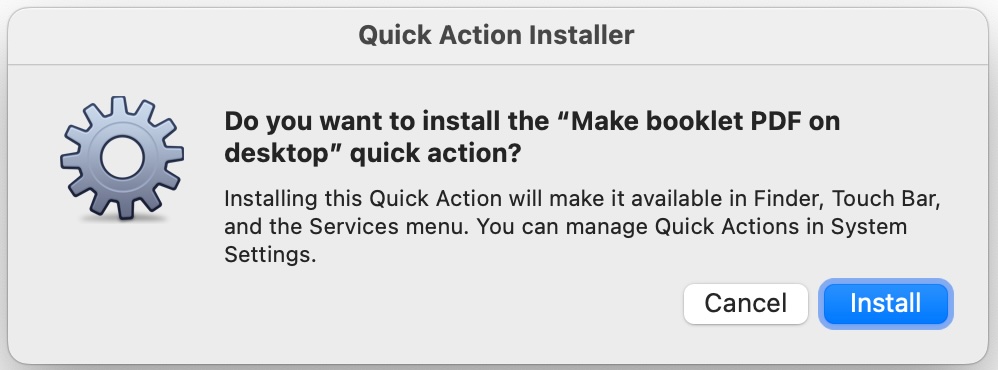 Quick Action Installer
Do you want to install the “Make booklet PDF on
desktop” quick action?
Installing this Quick Action will make it available in Finder, Touch Bar,
and the Services menu. You can manage Quick Actions in System
Settings.
Cancel Install